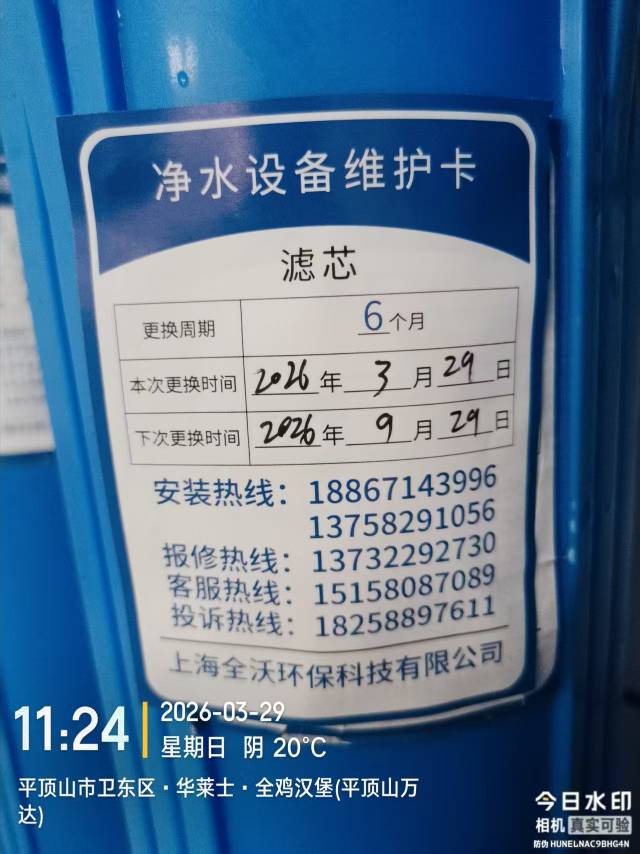 净水设备维护卡
滤芯
更换周期 6个月
本次更换时间 2026年 3月29日
下次更换时间 2026年 9月29日
安装热线：18867143996
13758291056
报修热线：13732292730
客服热线：15158087089
投诉热线：18258897611
上海全沃环保科技有限公司
11:24
2026-03-29
星期日 阴 20°C
平顶山市卫东区·华莱士·全鸡汉堡(平顶山万
达)
今日水印
相机 真实可验
防伪 HUNELNAC9BHG4N